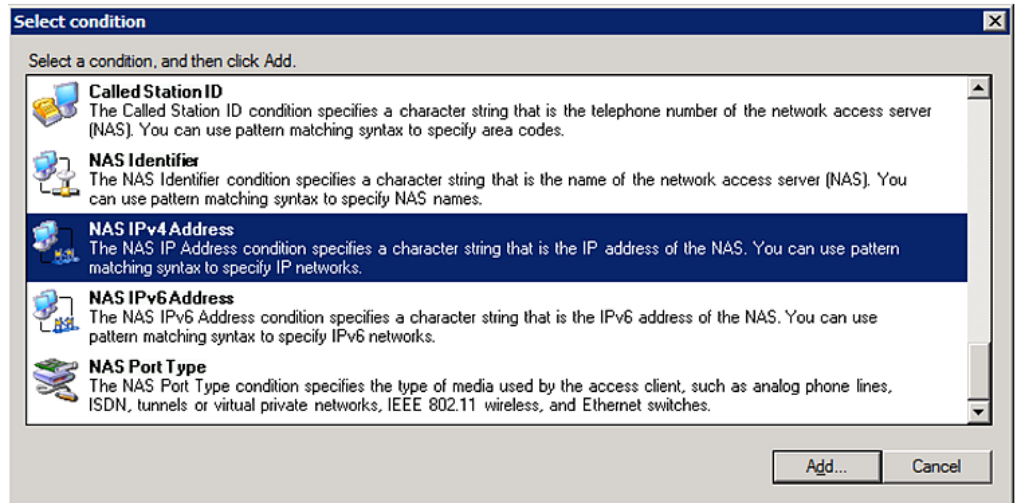 Select condition
Select a condition, and then click Add.
Called Station ID
The Called Station ID condition specifies a character string that is the telephone number of the network access server
(NAS). You can use pattern matching syntax to specify area codes.
NAS Identifier
The NAS Identifier condition specifies a character string that is the name of the network access server (NAS). You
can use pattern matching syntax to specify NAS names.
NAS IPv4 Address
The NAS IP Address condition specifies a character string that is the IP address of the NAS. You can use pattern
matching syntax to specify IP networks.
NAS IPv6 Address
The NAS IPv6 Address condition specifies a character string that is the IPv6 address of the NAS. You can use
pattern matching syntax to specify IPv6 networks.
NAS Port Type
The NAS Port Type condition specifies the type of media used by the access client, such as analog phone lines,
ISDN, tunnels or virtual private networks, IEEE 802.11 wireless, and Ethernet switches.
Add... Cancel